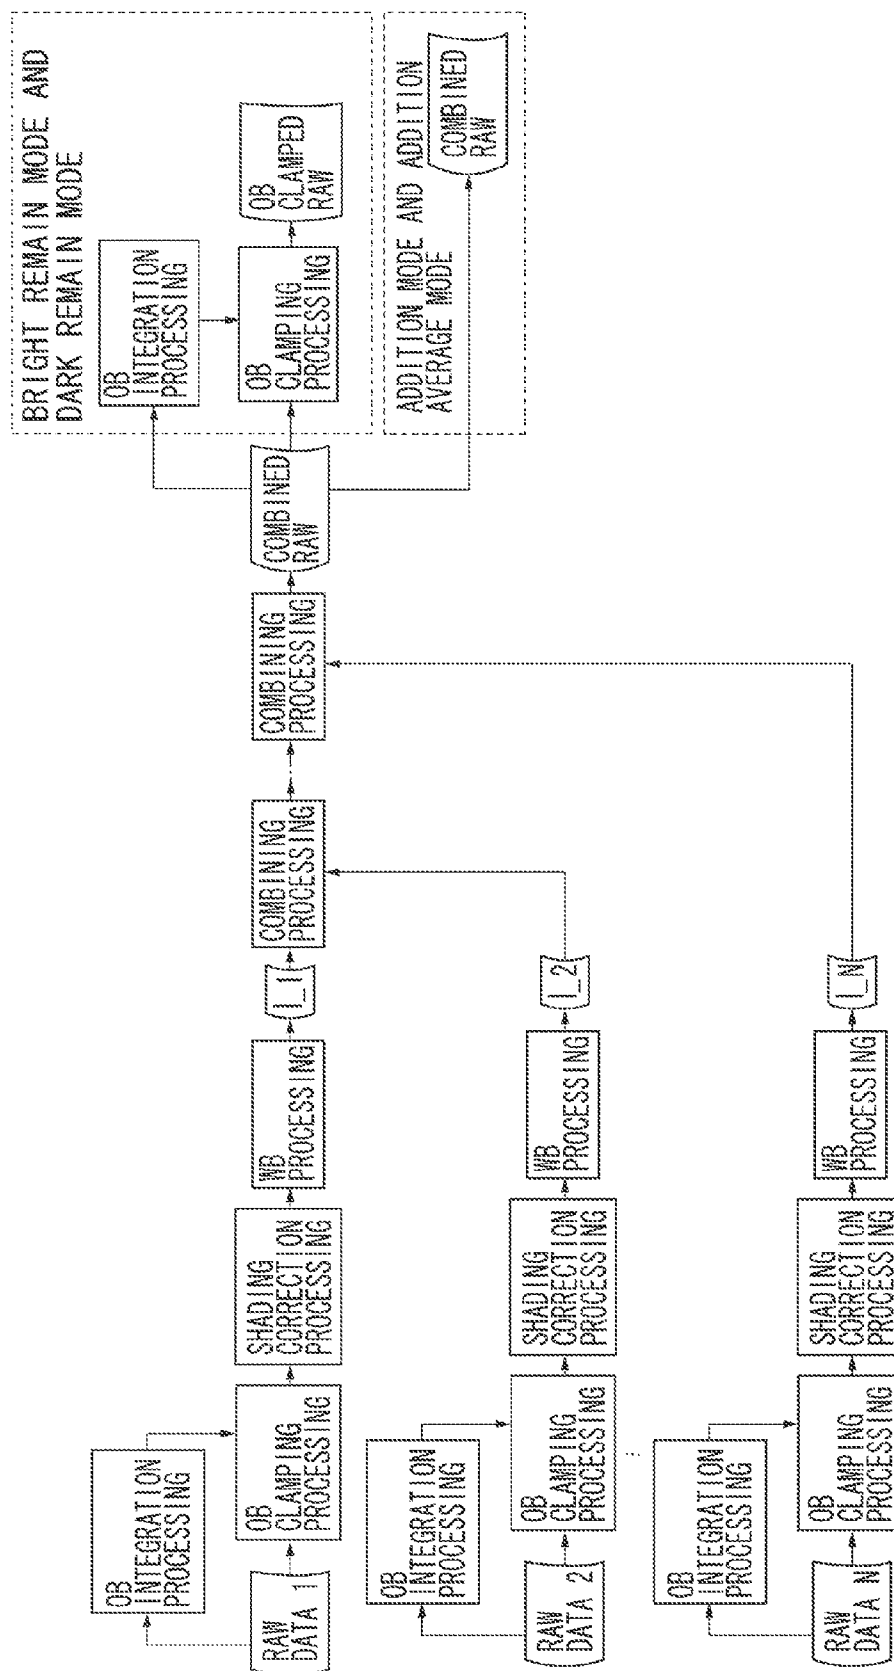 BRIGHT REMAIN MODE AND
DARK REMAIN MODE
OB
INTEGRATION
PROCESSING
OB
CLAMPING
PROCESSING
OB
CLAMPED
RAW
ADDITION MODE AND ADDITION
AVERAGE MODE
COMBINED
RAW
RAW
DATA 1
OB
INTEGRATION
PROCESSING
OB
CLAMPING
PROCESSING
SHADING
CORRECTION
PROCESSING
WB
PROCESSING
I_1
COMBINING
PROCESSING
COMBINING
PROCESSING
COMBINED
RAW
RAW
DATA 2
OB
INTEGRATION
PROCESSING
OB
CLAMPING
PROCESSING
SHADING
CORRECTION
PROCESSING
WB
PROCESSING
I_2
...
RAW
DATA N
OB
INTEGRATION
PROCESSING
OB
CLAMPING
PROCESSING
SHADING
CORRECTION
PROCESSING
WB
PROCESSING
I_N